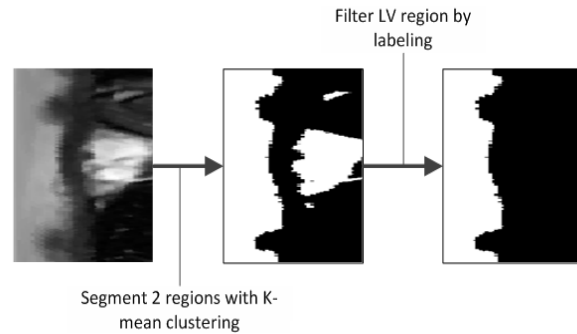 Filter LV region by
labeling
Segment 2 regions with K-
mean clustering